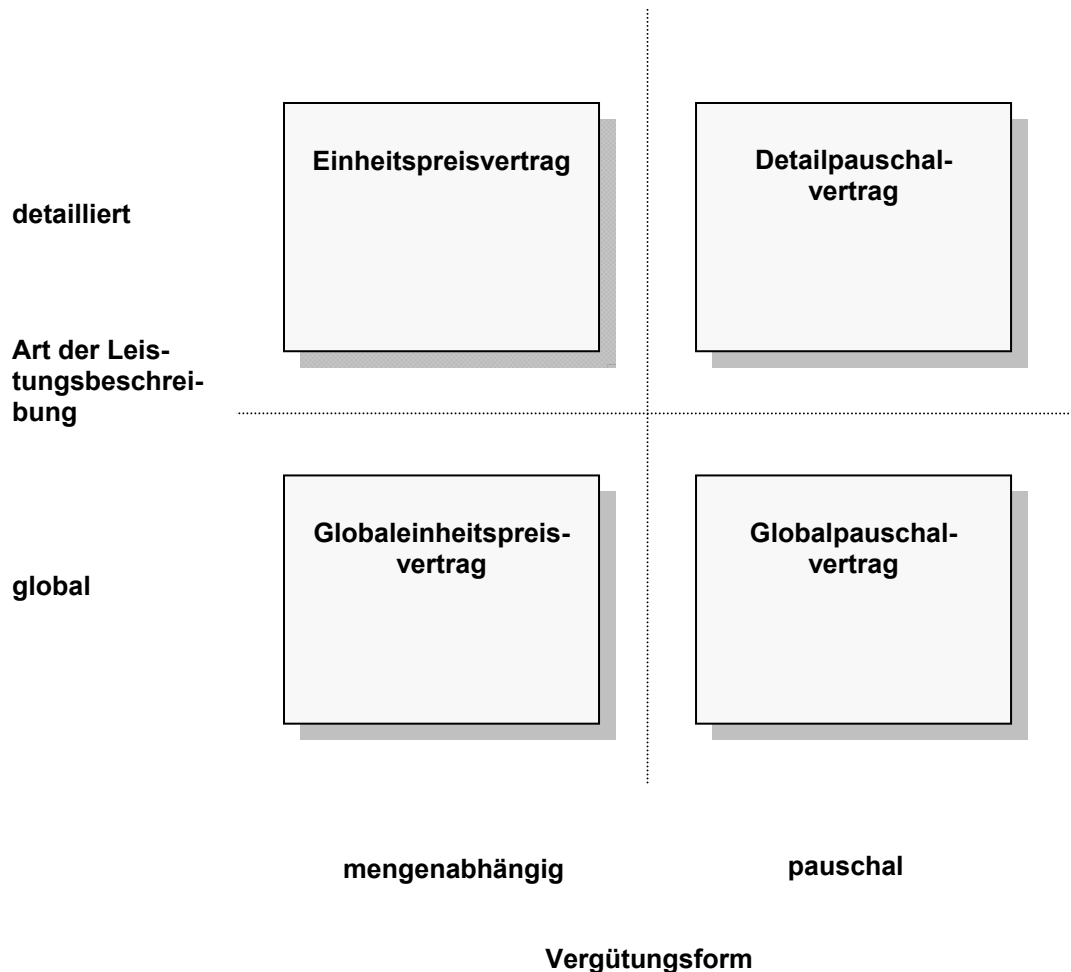 Einheitspreisvertrag
Detailpauschal-
vertrag
detailliert
Art der Leis-
tungsbeschrei-
bung
Globaleinheitspreis-
vertrag
Globalpauschal-
vertrag
global
mengenabhängig
pauschal
Vergütungsform